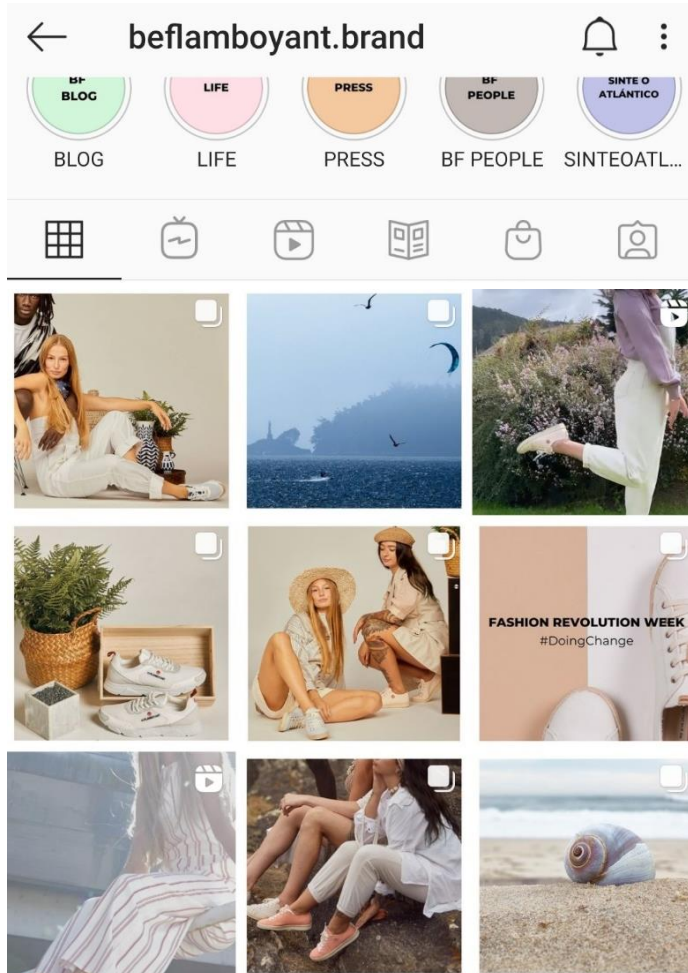 beflamboyant.brand
BF
BLOG
LIFE
PRESS
BF
PEOPLE
SINTE O
ATLÁNTICO
BLOG
LIFE
PRESS
BF PEOPLE
SINTEOATL...
FASHION REVOLUTION WEEK
#DoingChange